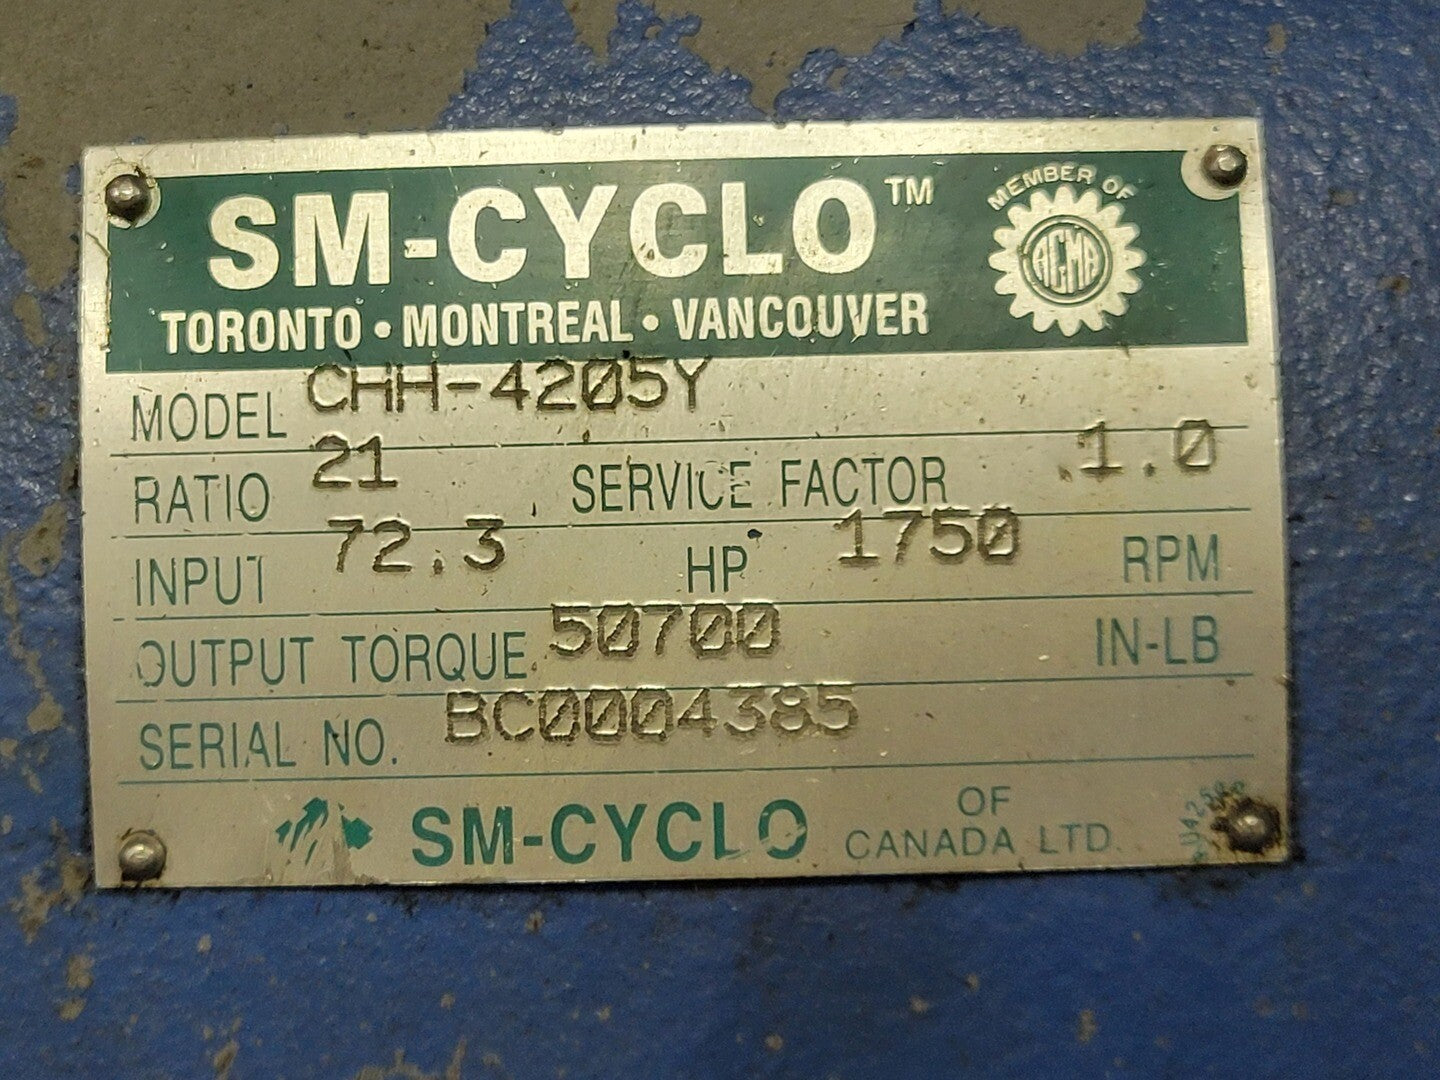 SM-CYCLO™
MEMBER OF
AGMA
TORONTO • MONTREAL • VANCOUVER
MODEL CHH-4205Y
RATIO 21 SERVICE FACTOR 1.0
INPUT 72.3 HP 1750 RPM
OUTPUT TORQUE 50700 IN-LB
SERIAL NO. BC0004385
SM-CYCLO OF
CANADA LTD.